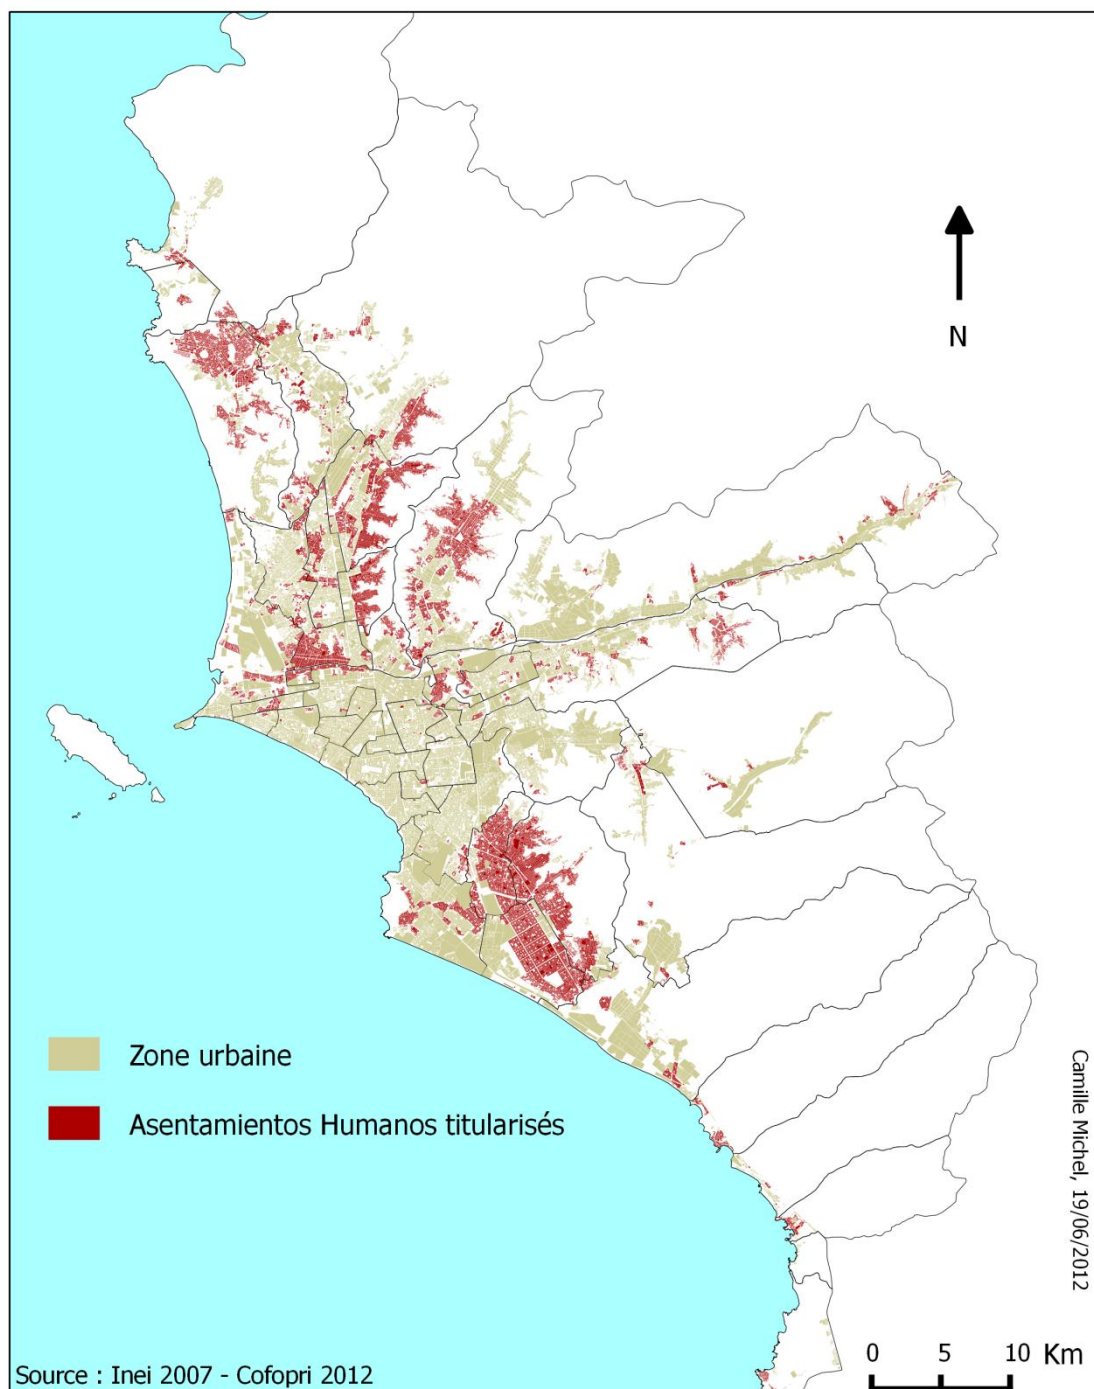 N
Zone urbaine
Asentamientos Humanos titularisés
Camille Michel, 19/06/2012
0 5 10 Km
Source : Inei 2007 - Cofopri 2012